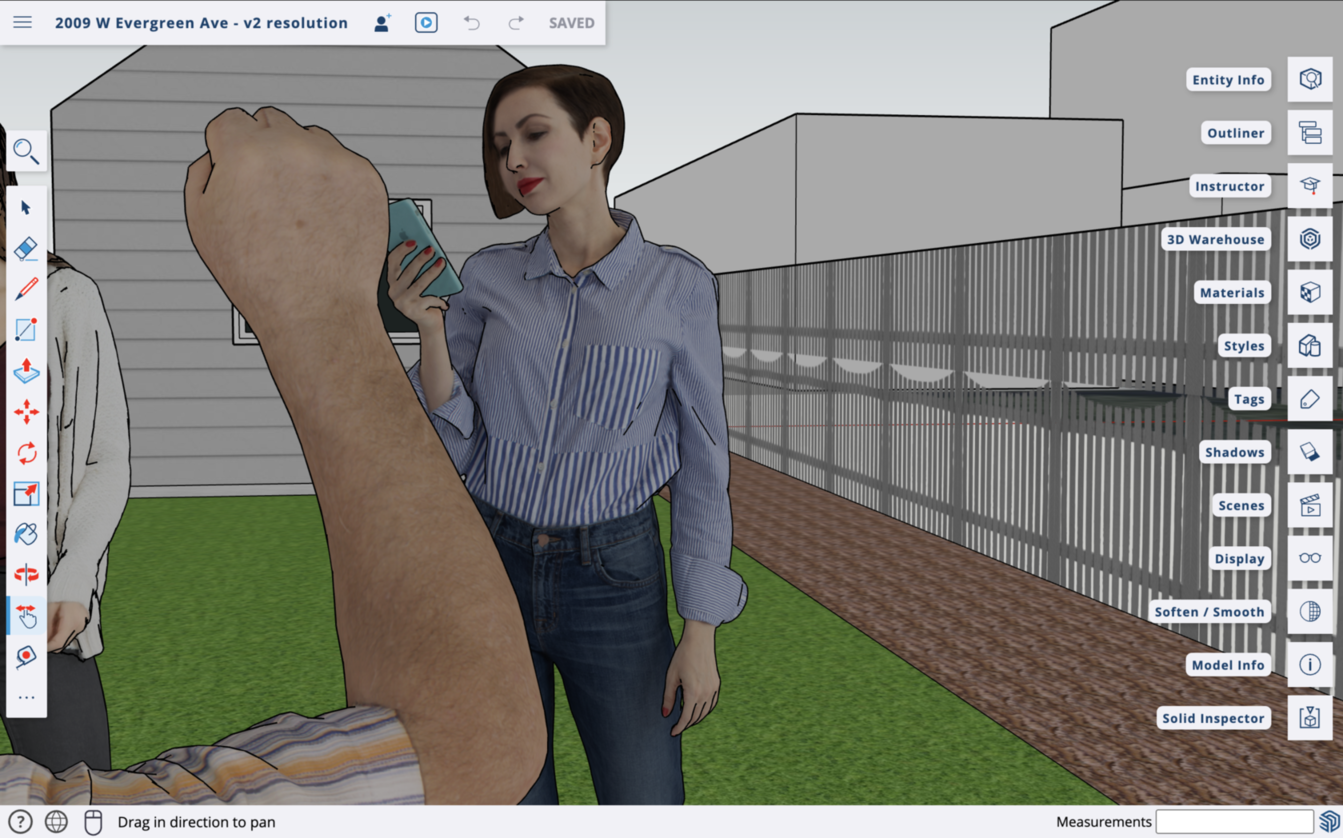 2009 W Evergreen Ave - v2 resolution
SAVED
Entity Info
Outliner
Instructor
3D Warehouse
Materials
Styles
Tags
Shadows
Scenes
Display
Soften / Smooth
Model Info
Solid Inspector
Drag in direction to pan
Measurements